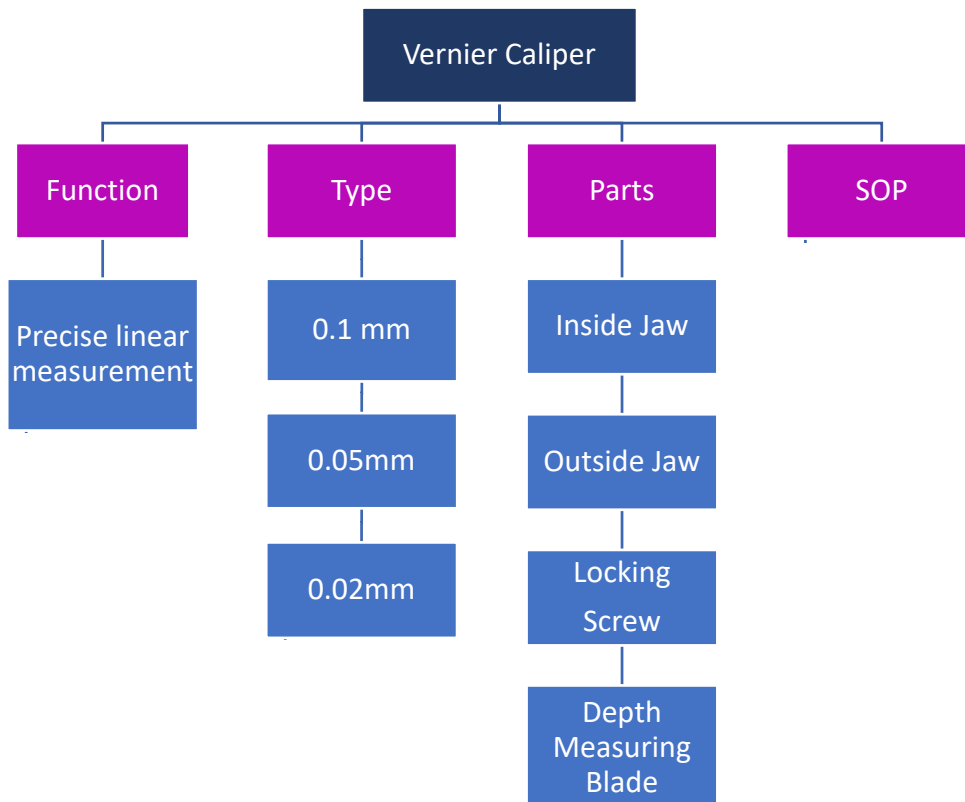 Vernier Caliper
Function
Type
Parts
SOP
Precise linear
measurement
0.1 mm
0.05mm
0.02mm
Inside Jaw
Outside Jaw
Locking
Screw
Depth
Measuring
Blade